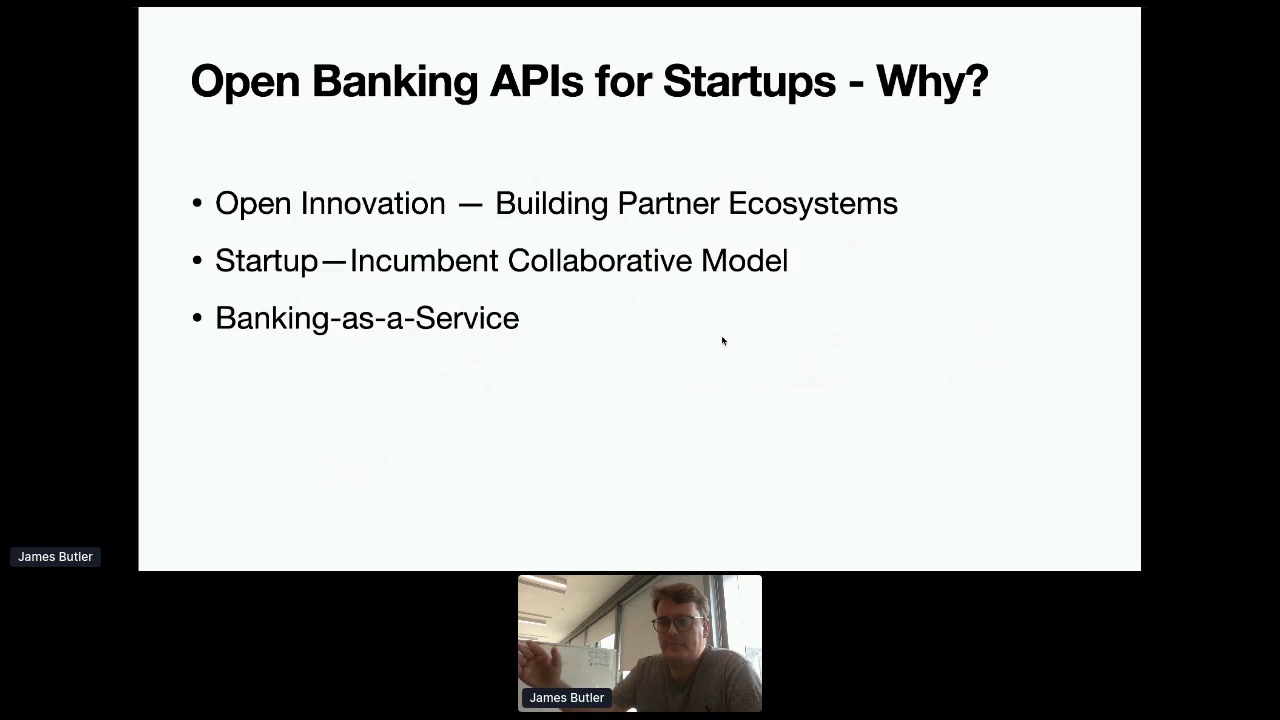 Open Banking APIs for Startups - Why?
• Open Innovation — Building Partner Ecosystems
• Startup—Incumbent Collaborative Model
• Banking-as-a-Service
James Butler
James Butler